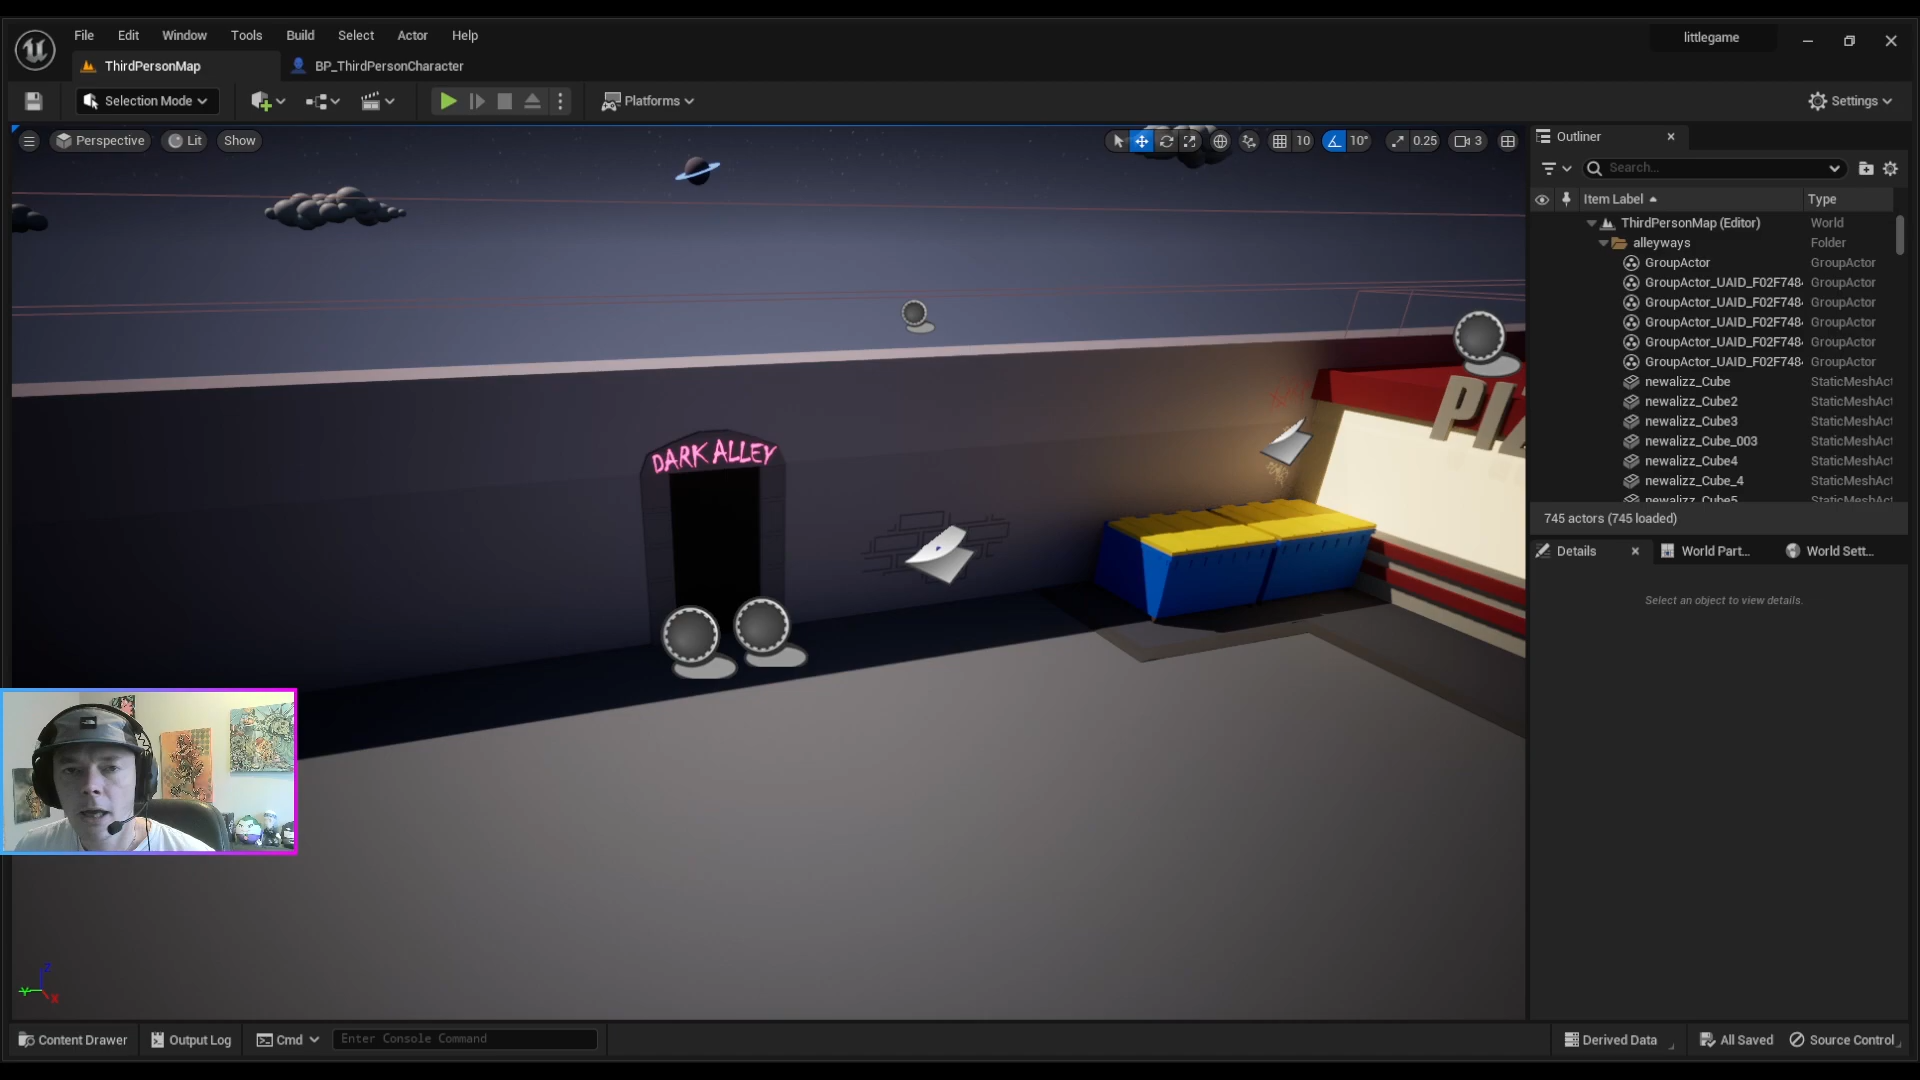 File Edit Window Tools Build Select Actor Help
littlegame
ThirdPersonMap BP_ThirdPersonCharacter
Selection Mode Platforms Settings
Perspective Lit Show 10 10° 0.25 3
Outliner
Search...
Item Label Type
ThirdPersonMap (Editor) World
alleyways Folder
GroupActor GroupActor
GroupActor_UAID_F02F748 GroupActor
GroupActor_UAID_F02F748 GroupActor
GroupActor_UAID_F02F748 GroupActor
GroupActor_UAID_F02F748 GroupActor
GroupActor_UAID_F02F748 GroupActor
newalizz_Cube StaticMeshAct
newalizz_Cube2 StaticMeshAct
newalizz_Cube3 StaticMeshAct
newalizz_Cube_003 StaticMeshAct
newalizz_Cube4 StaticMeshAct
newalizz_Cube_4 StaticMeshAct
newalizz_Cube5 StaticMeshAct
745 actors (745 loaded)
Details World Part... World Sett...
Select an object to view details.
DARK ALLEY
Z
Y X
Content Drawer Output Log Cmd Enter Console Command Derived Data All Saved Source Control